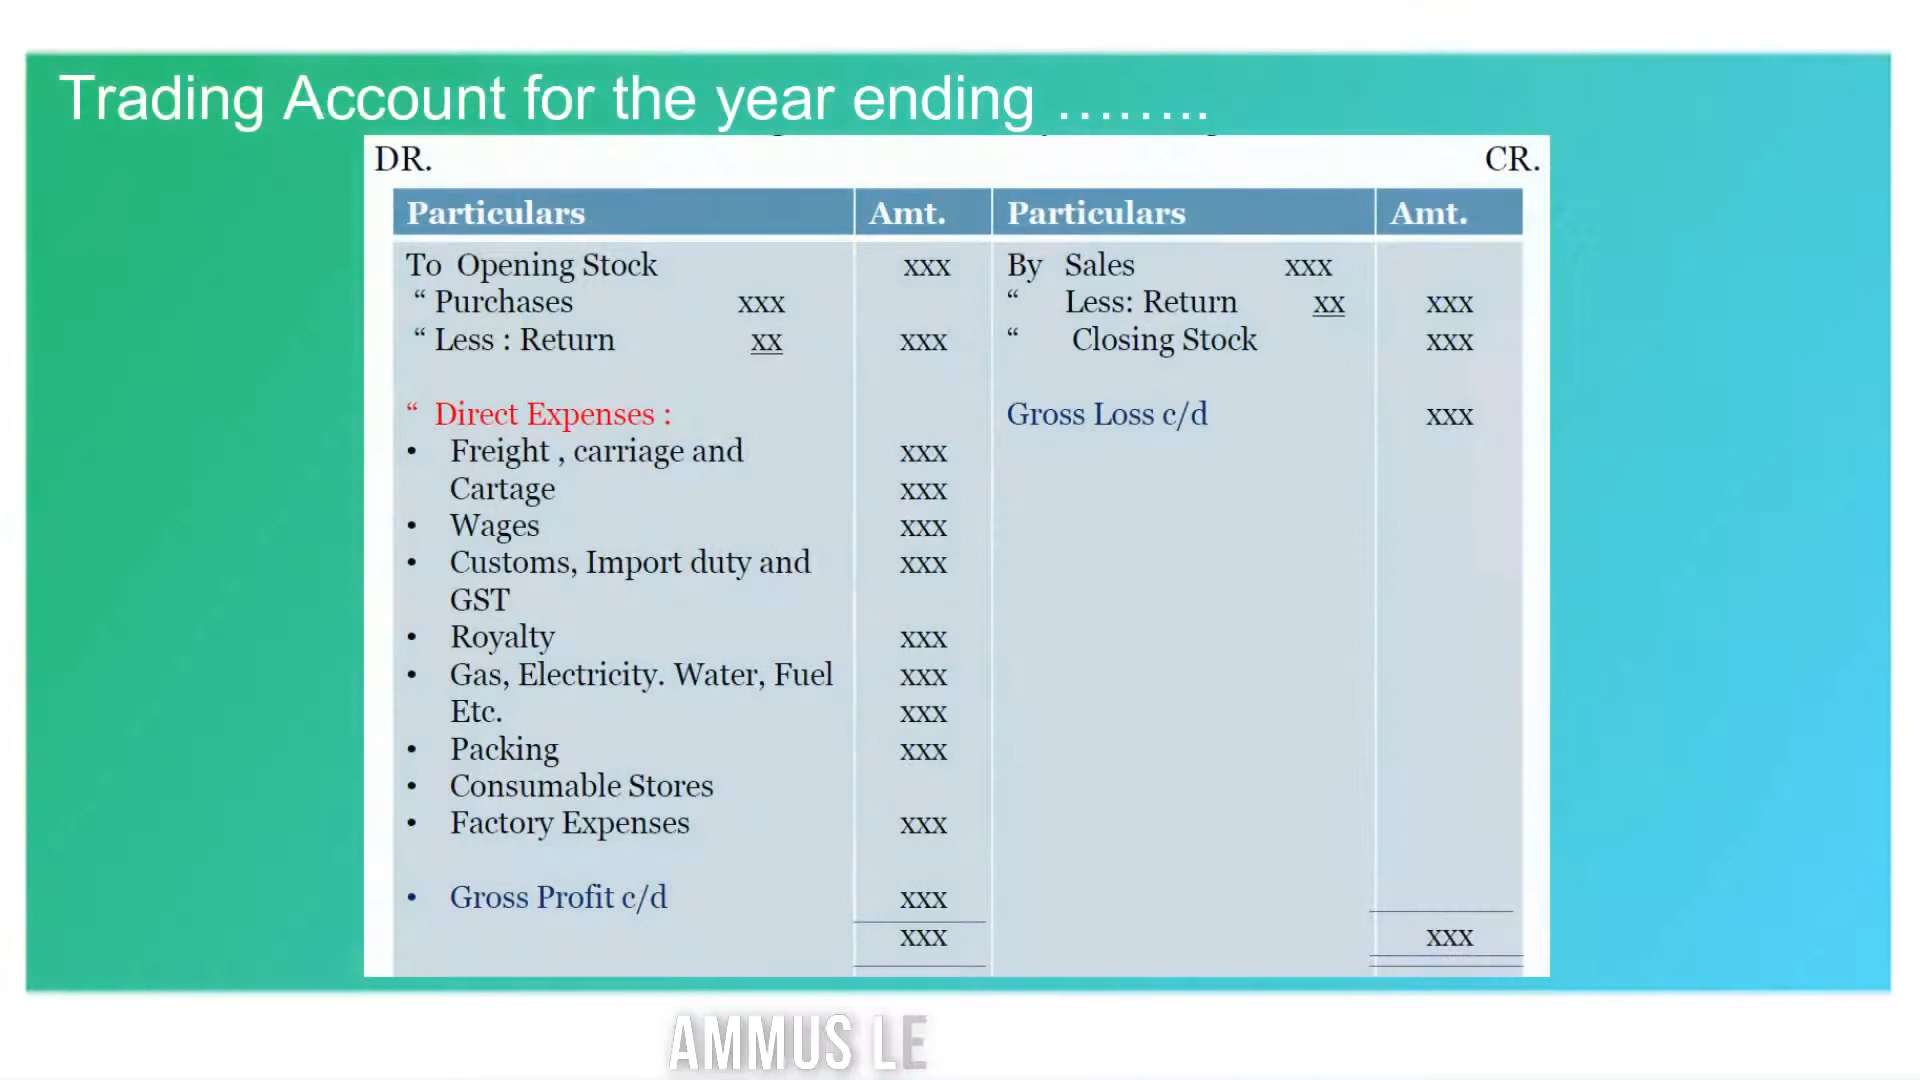 Trading Account for the year ending ........
DR. CR.
Particulars Amt. Particulars Amt.
To Opening Stock xxx By Sales xxx
“ Purchases xxx “ Less: Return xx xxx
“ Less : Return xx xxx “ Closing Stock xxx
“ Direct Expenses : Gross Loss c/d xxx
• Freight , carriage and xxx
Cartage xxx
• Wages xxx
• Customs, Import duty and xxx
GST
• Royalty xxx
• Gas, Electricity. Water, Fuel xxx
Etc. xxx
• Packing xxx
• Consumable Stores
• Factory Expenses xxx
• Gross Profit c/d xxx
xxx xxx
AMMUS LE